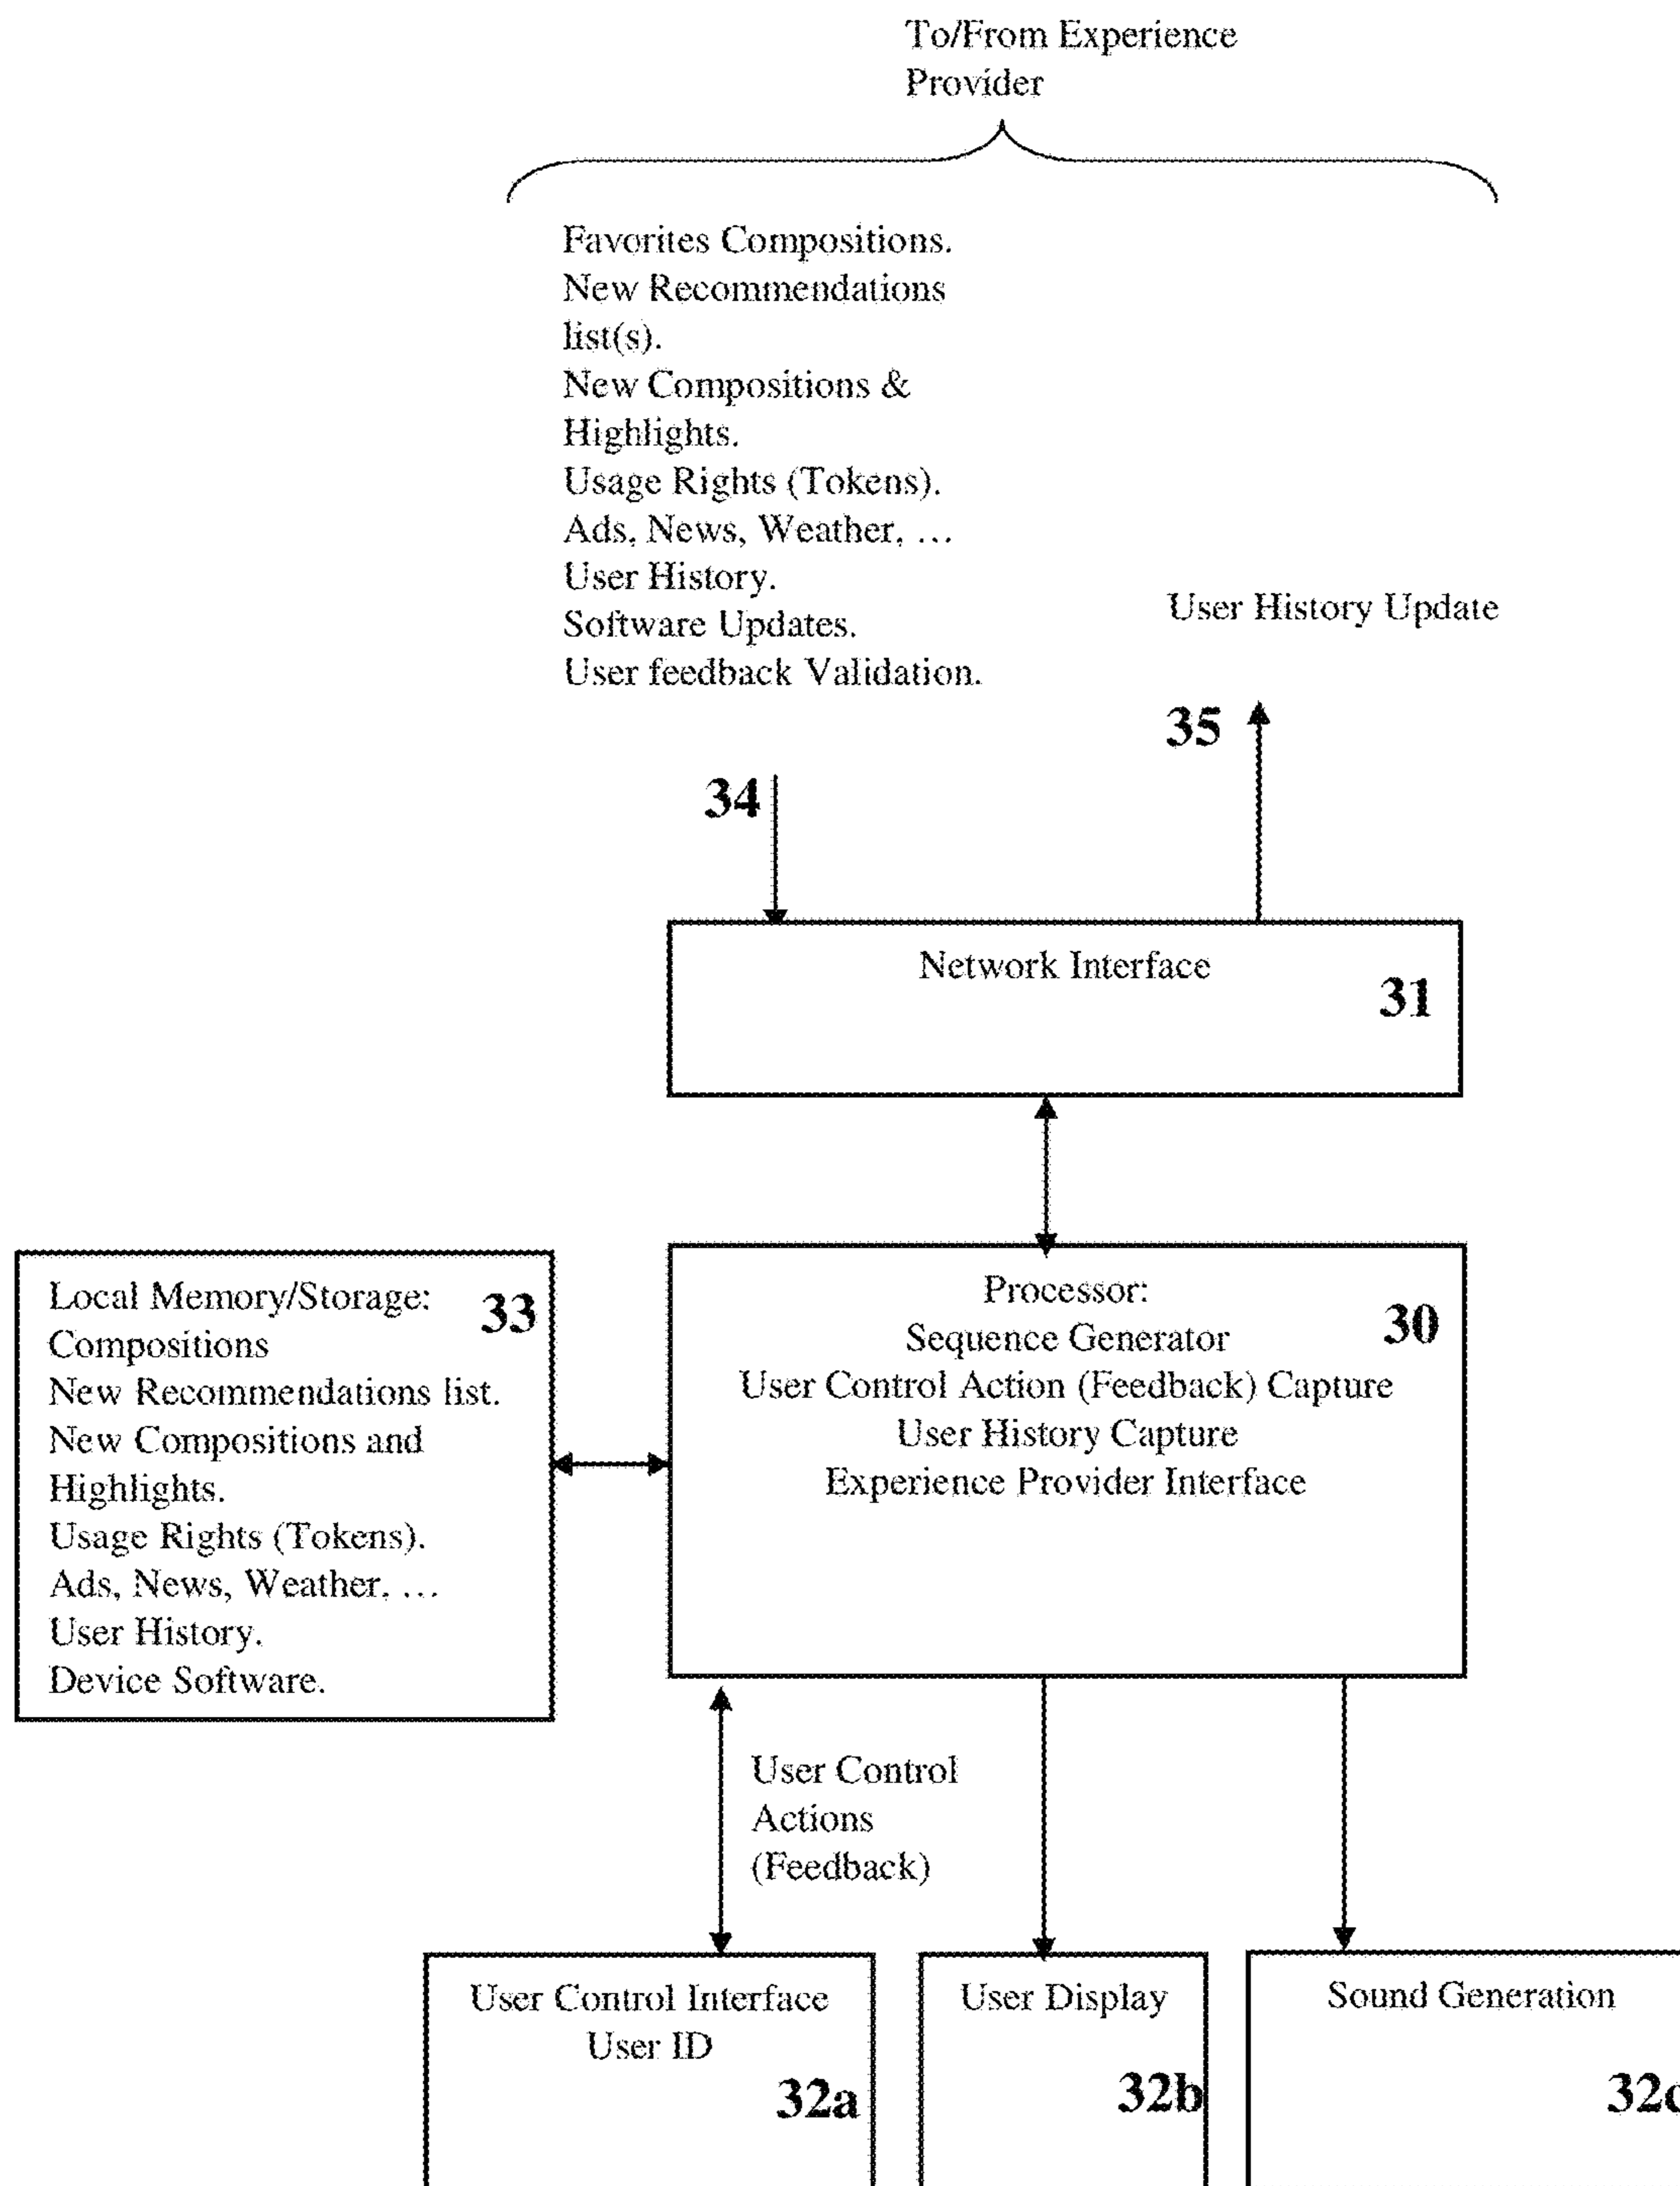 To/From Experience
Provider
Favorites Compositions.
New Recommendations
list(s).
New Compositions &
Highlights.
Usage Rights (Tokens).
Ads, News, Weather, …
User History.
Software Updates.
User feedback Validation.
User History Update
35
34
Network Interface
31
Local Memory/Storage:
33
Compositions
New Recommendations list.
New Compositions and
Highlights.
Usage Rights (Tokens).
Ads, News, Weather, …
User History.
Device Software.
Processor:
30
Sequence Generator
User Control Action (Feedback) Capture
User History Capture
Experience Provider Interface
User Control
Actions
(Feedback)
User Control Interface
User ID
32a
User Display
32b
Sound Generation
32c